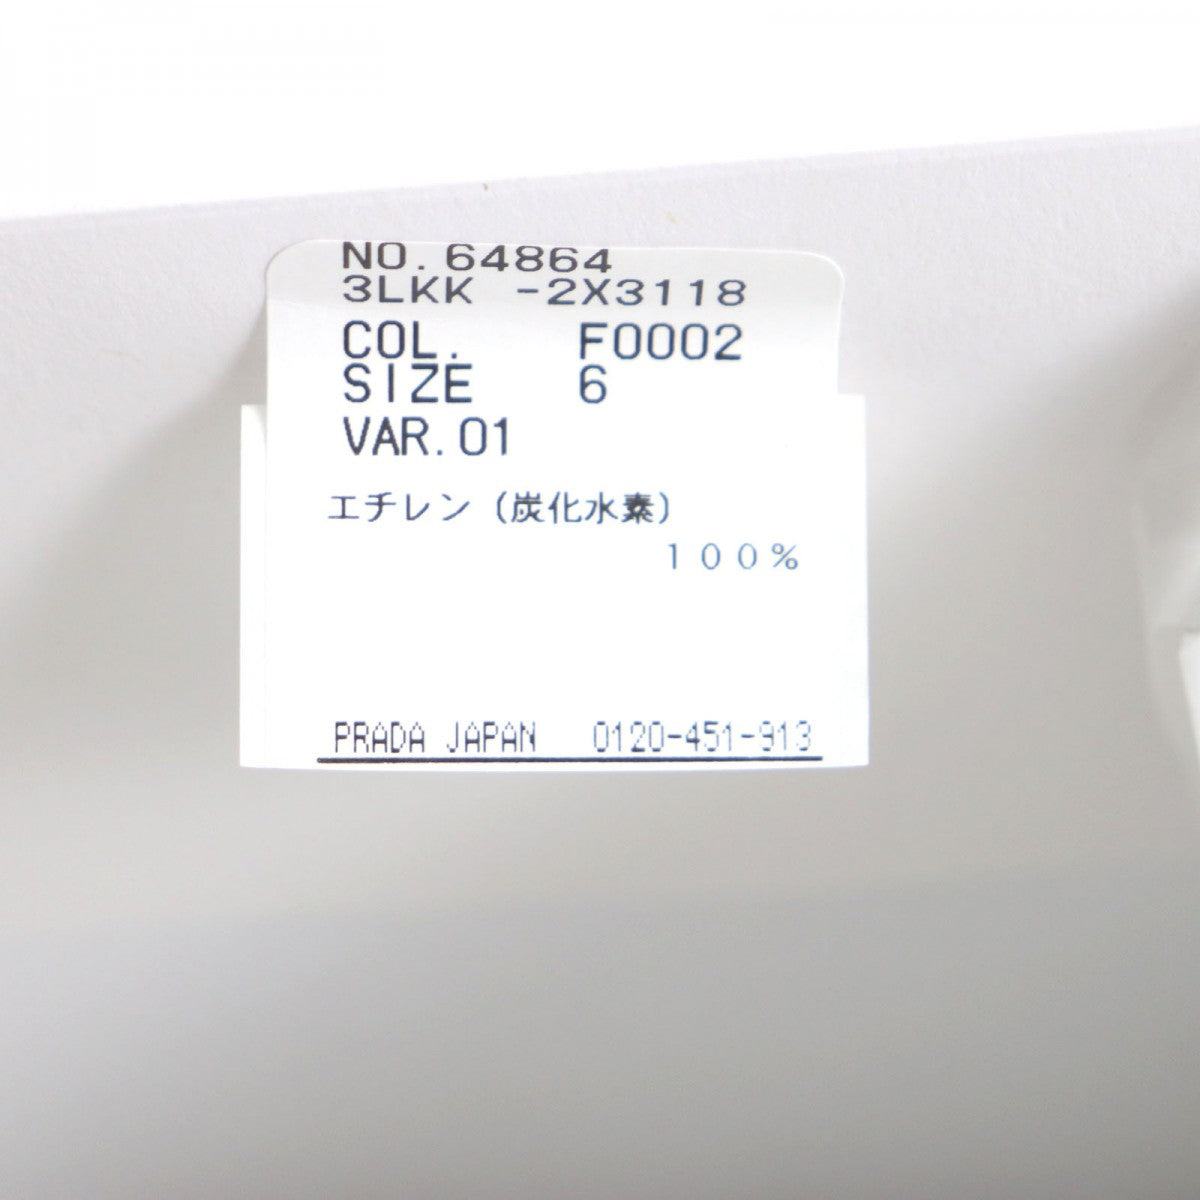 NO.64864
3LKK -2X3118
COL. F0002
SIZE 6
VAR.01
エチレン(炭化水素)
１００％
PRADA JAPAN 0120-451-913